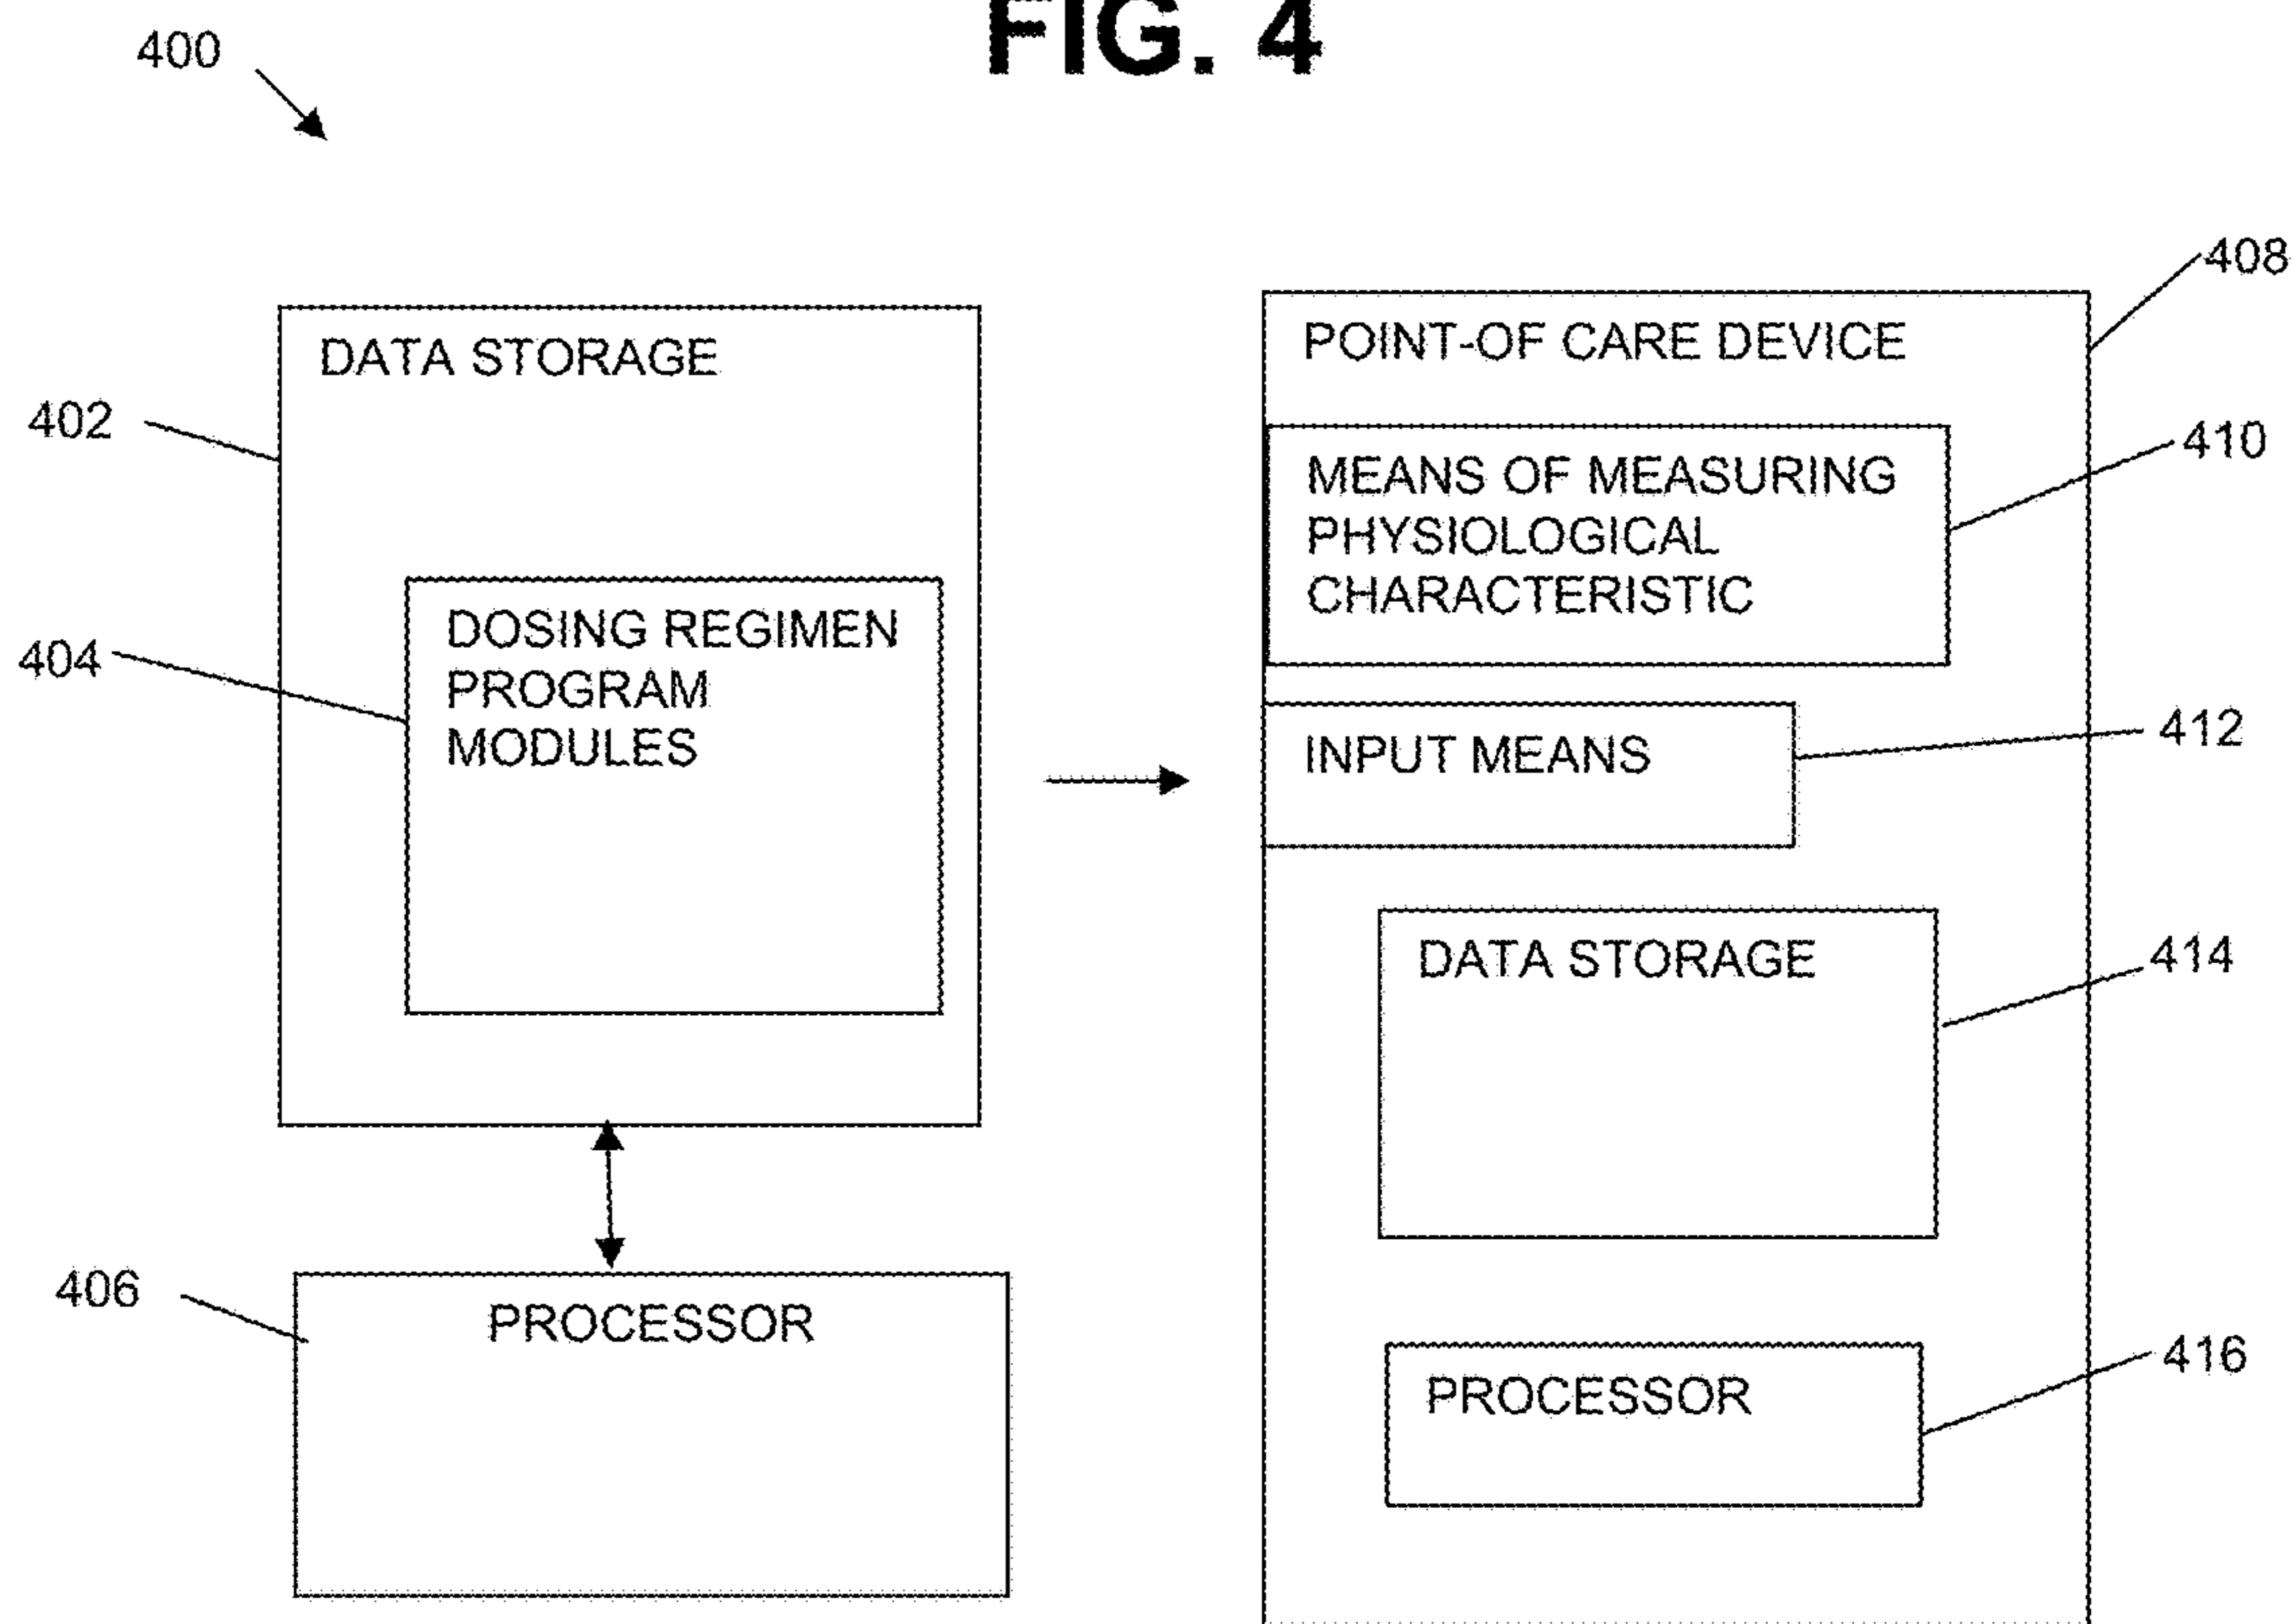 FIG. 4
400
408
DATA STORAGE
402
DOSING REGIMEN
PROGRAM
MODULES
404
PROCESSOR
406
POINT-OF CARE DEVICE
MEANS OF MEASURING
PHYSIOLOGICAL
CHARACTERISTIC
410
INPUT MEANS
412
DATA STORAGE
414
PROCESSOR
416